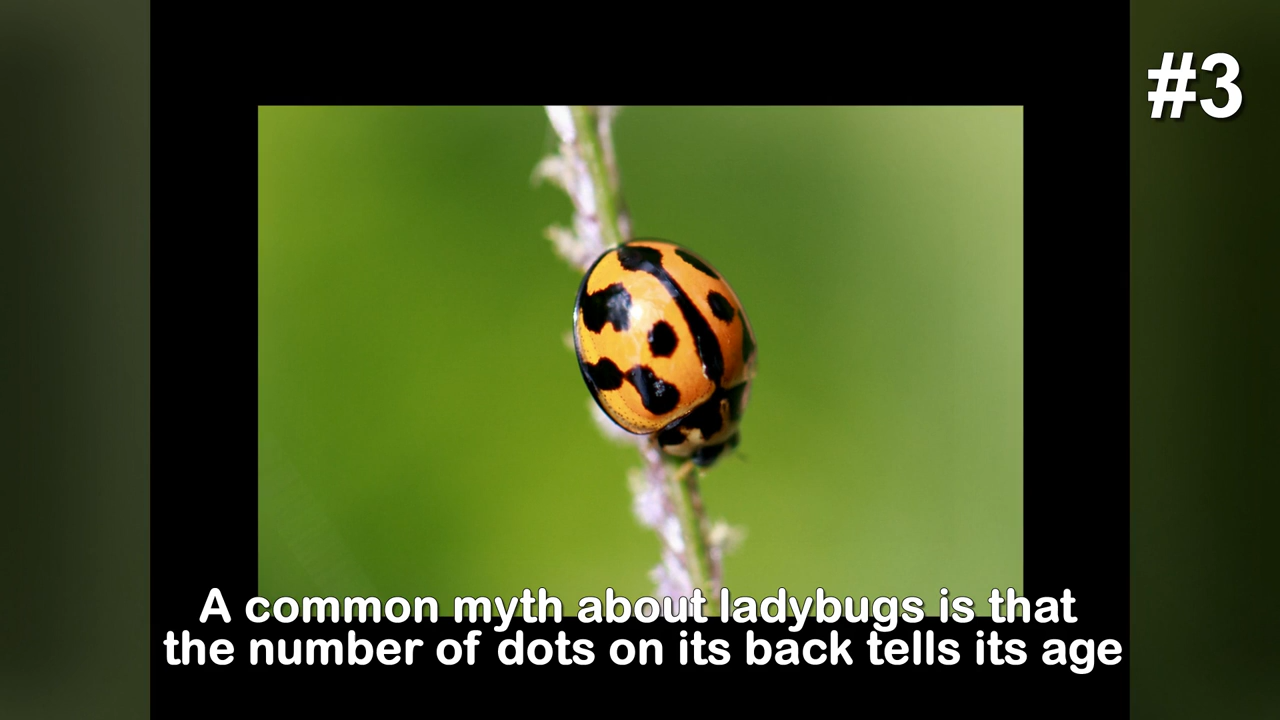 #3
A common myth about ladybugs is that
the number of dots on its back tells its age